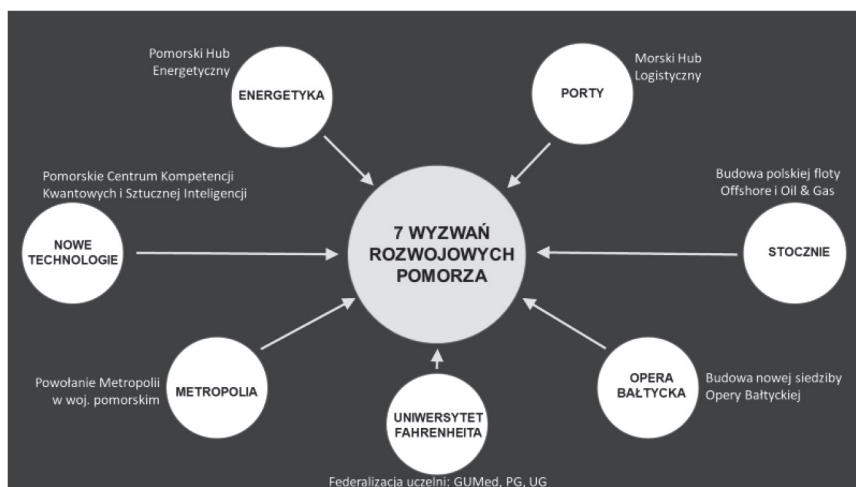 Pomorski Hub
Energetyczny
ENERGETYKA
Morski Hub
Logistyczny
PORTY
Pomorskie Centrum Kompetencji
Kwantowych i Sztucznej Inteligencji
NOWE
TECHNOLOGIE
7 WYZWAŃ
ROZWOJOWYCH
POMORZA
Budowa polskiej floty
Offshore i Oil & Gas
STOCZNIE
Powołanie Metropolii
w woj. pomorskim
METROPOLIA
UNIWERSYTET
FAHRENHEITA
Federalizacja uczelni: GUMed, PG, UG
OPERA
BAŁTYCKA
Budowa nowej siedziby
Opery Bałtyckiej